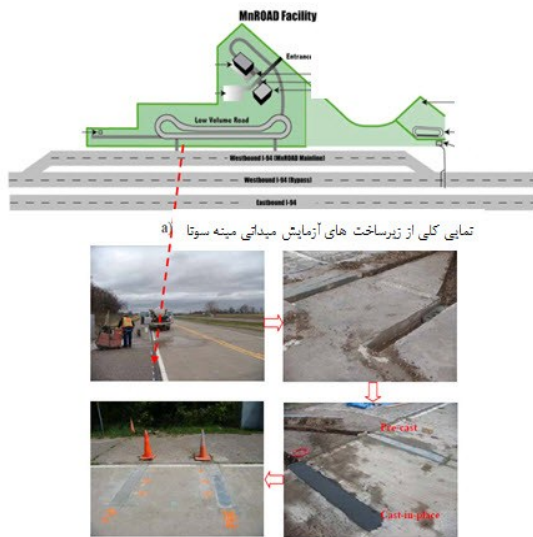 MnROAD Facility
Entrance
Low Volume Road
Westbound I-94 (MnROAD Mainline)
Westbound I-94 (Bypass)
Eastbound I-94
a) نمایی کلی از زیرساخت های آزمایش میدانی مینه سوتا
Pre-cast
Cast-in-place